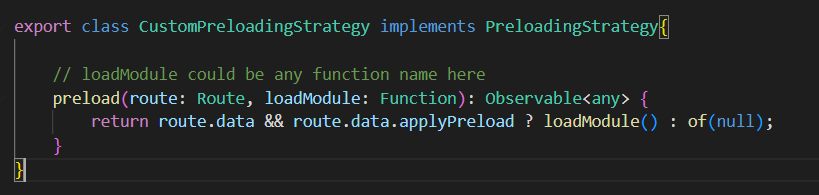 export class CustomPreloadingStrategy implements PreloadingStrategy{
// loadModule could be any function name here
preload(route: Route, loadModule: Function): Observable<any> {
return route.data && route.data.applyPreload ? loadModule() : of(null);
}
}